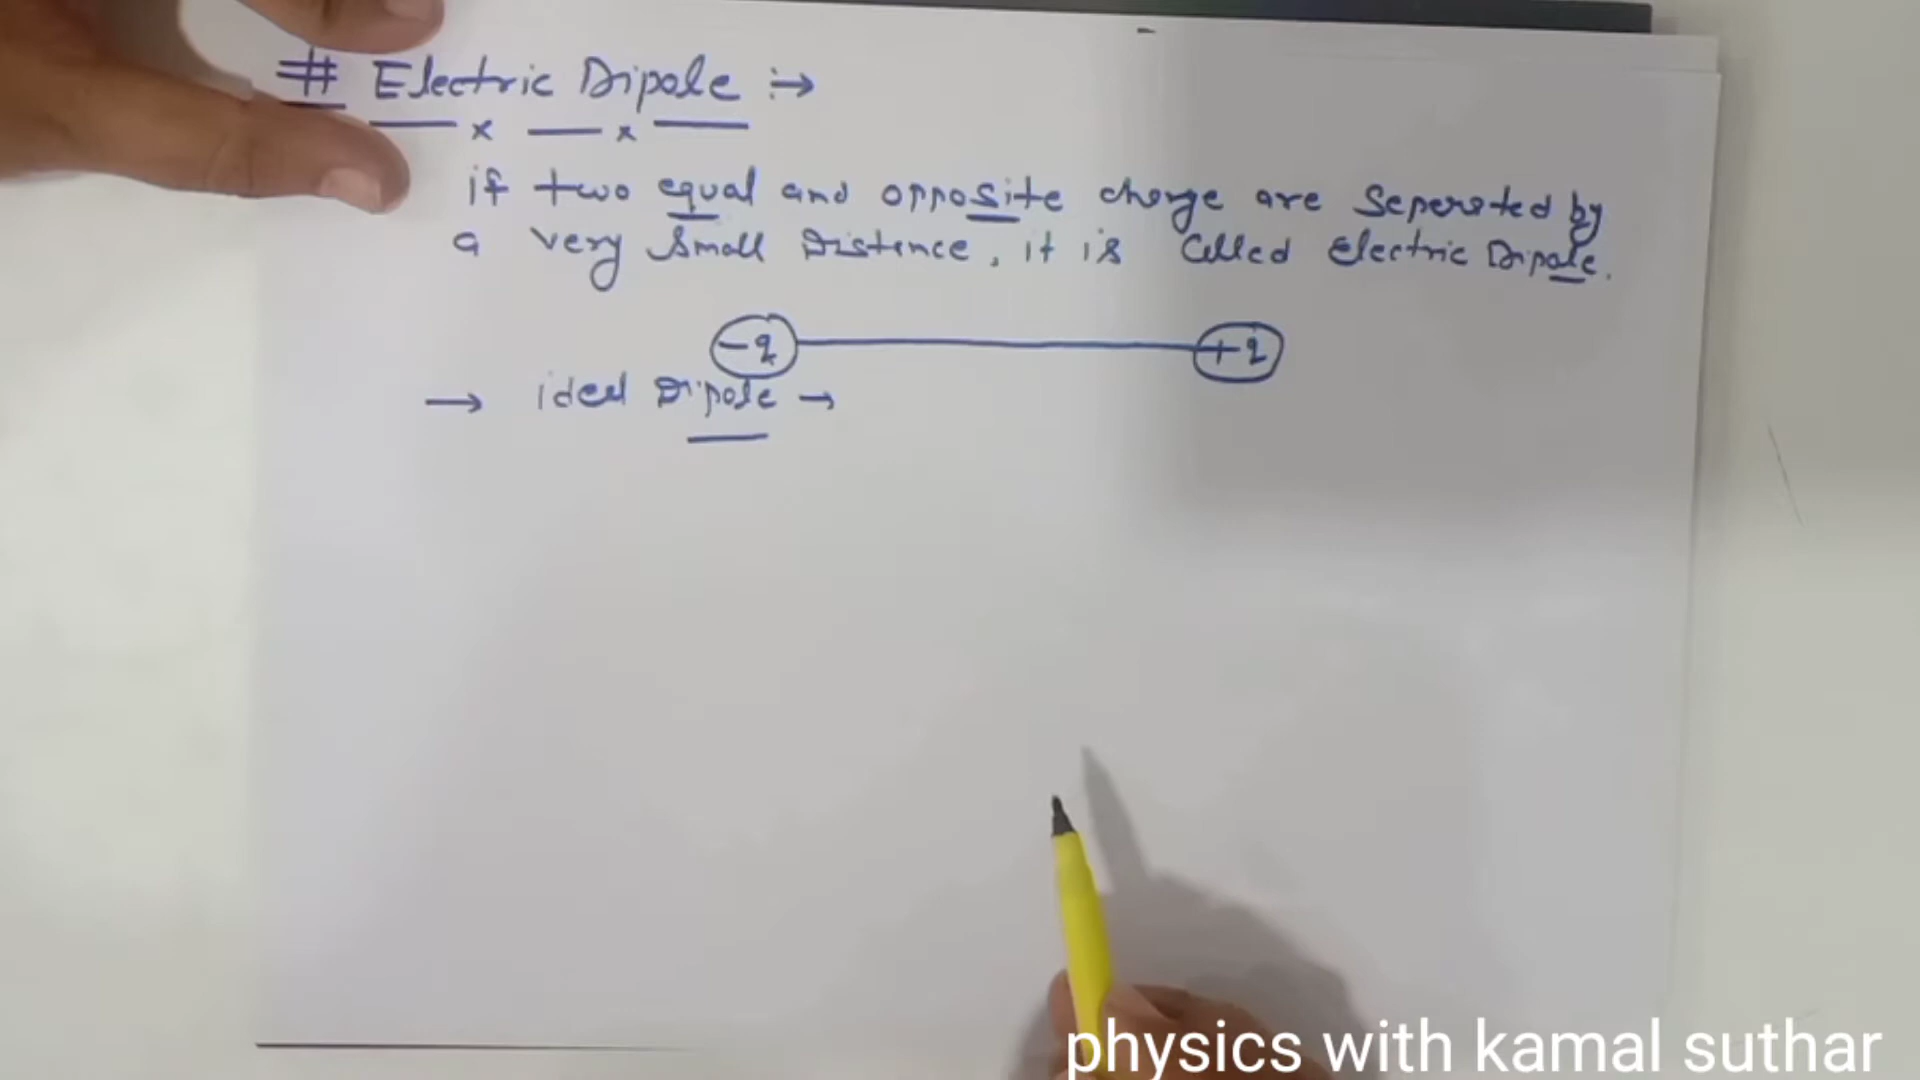 # Electric Dipole :→
if two equal and opposite charge are Seperated by
a very Small Distance, it is Called Electric Dipole.
-q +q
→ ideal Dipole →
physics with kamal suthar